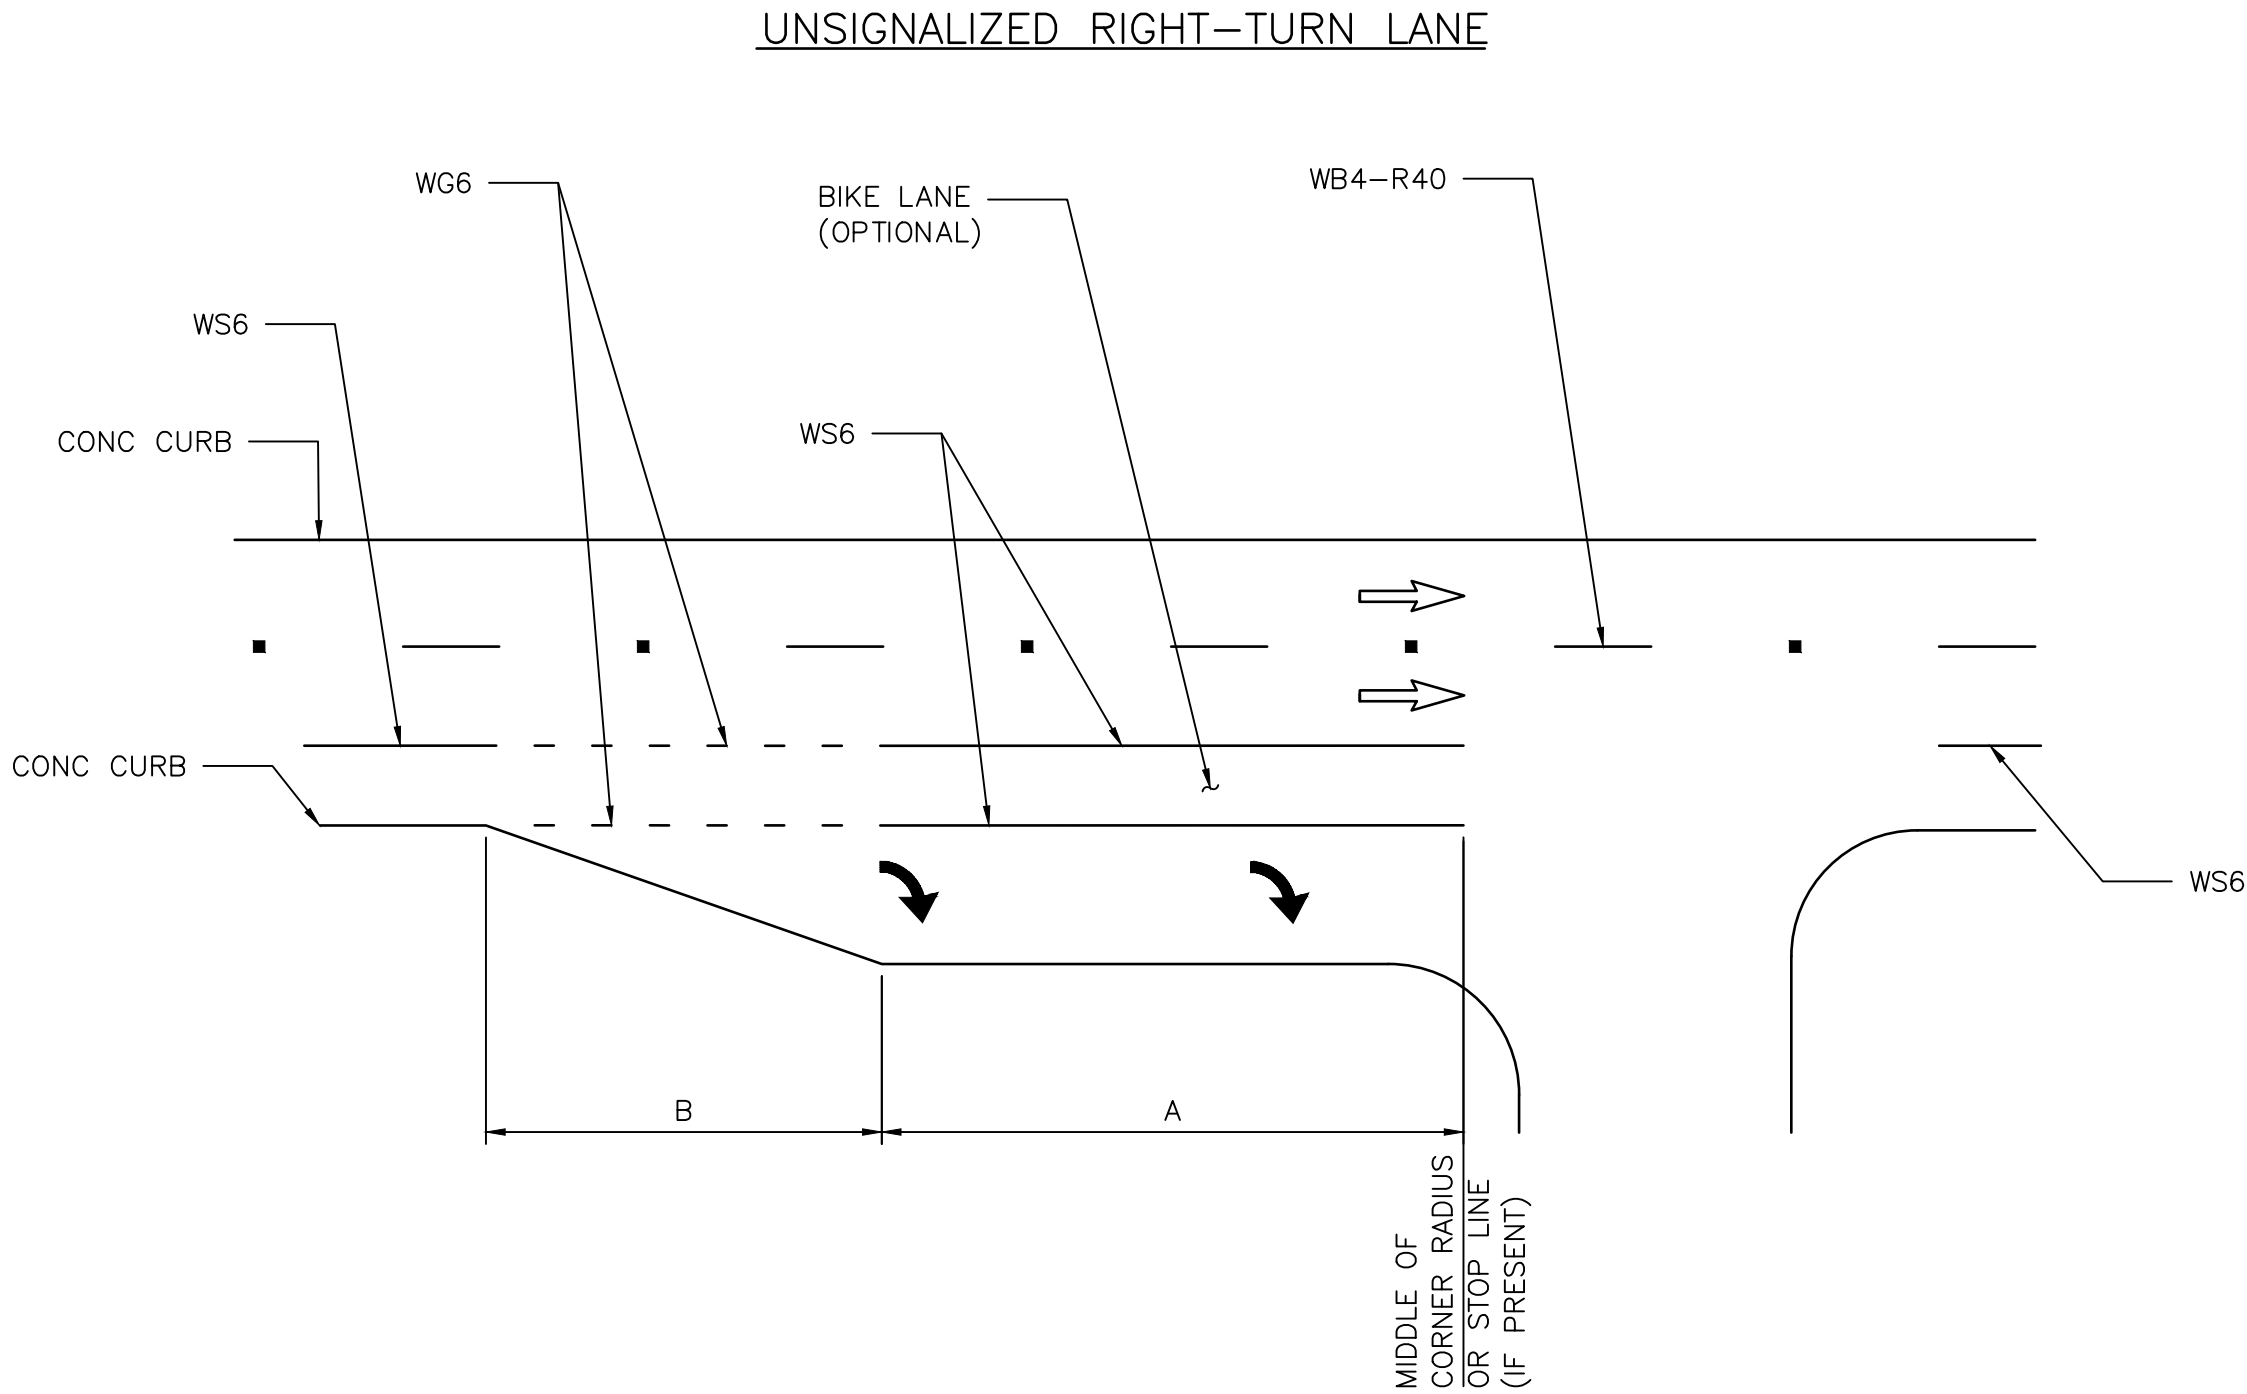 UNSIGNALIZED RIGHT-TURN LANE
WG6
BIKE LANE
(OPTIONAL)
WB4-R40
WS6
CONC CURB
WS6
CONC CURB
WS6
B
A
MIDDLE OF
CORNER RADIUS
OR STOP LINE
(IF PRESENT)